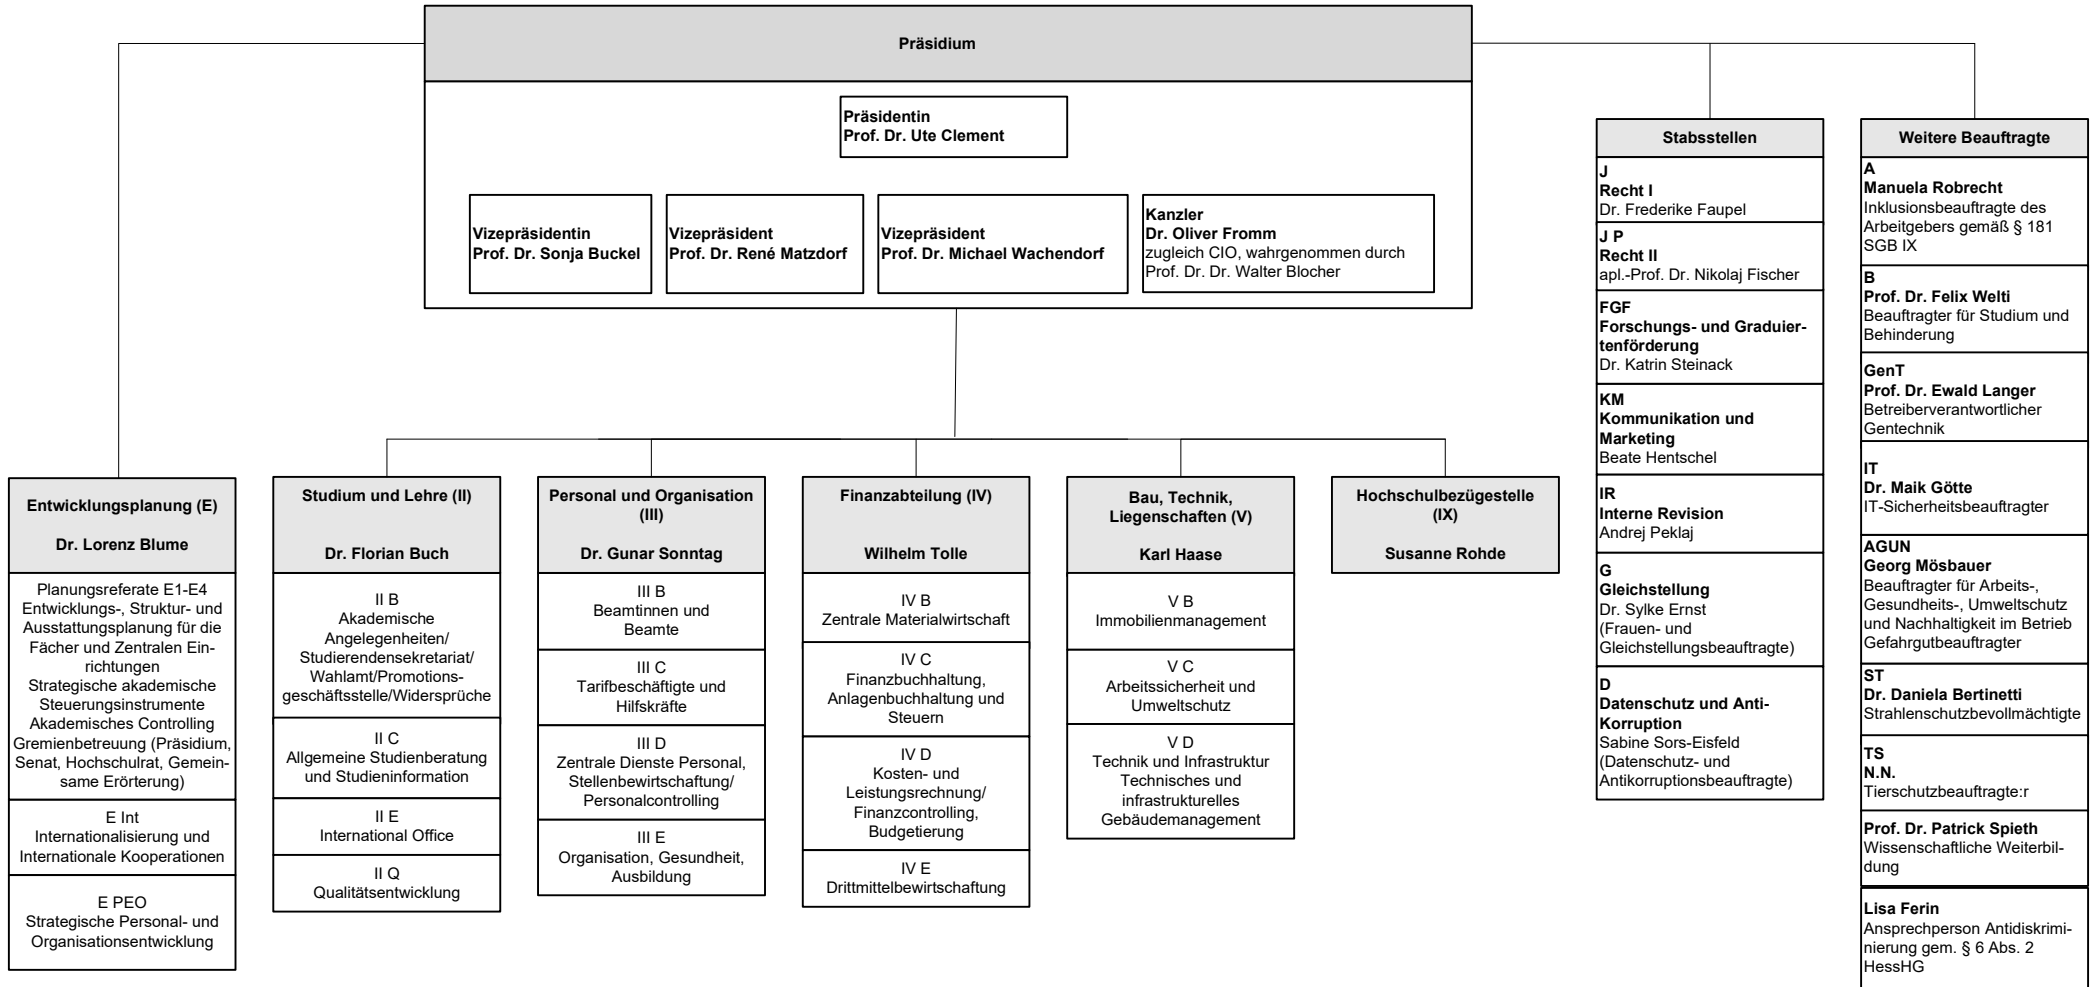 Präsidium
Präsidentin
Prof. Dr. Ute Clement
Vizepräsidentin
Prof. Dr. Sonja Buckel
Vizepräsident
Prof. Dr. René Matzdorf
Vizepräsident
Prof. Dr. Michael Wachendorf
Kanzler
Dr. Oliver Fromm
zugleich CIO, wahrgenommen durch
Prof. Dr. Dr. Walter Blocher
Entwicklungsplanung (E)
Dr. Lorenz Blume
Planungsreferate E1-E4
Entwicklungs-, Struktur- und
Ausstattungsplanung für die
Fächer und Zentralen Ein-
richtungen
Strategische akademische
Steuerungsinstrumente
Akademisches Controlling
Gremienbetreuung (Präsidium,
Senat, Hochschulrat, Gemein-
same Erörterung)
E Int
Internationalisierung und
Internationale Kooperationen
E PEO
Strategische Personal- und
Organisationsentwicklung
Studium und Lehre (II)
Dr. Florian Buch
II B
Akademische
Angelegenheiten/
Studierendensekretariat/
Wahlamt/Promotions-
geschäftsstelle/Widersprüche
II C
Allgemeine Studienberatung
und Studieninformation
II E
International Office
II Q
Qualitätsentwicklung
Personal und Organisation
(III)
Dr. Gunar Sonntag
III B
Beamtinnen und
Beamte
III C
Tarifbeschäftigte und
Hilfskräfte
III D
Zentrale Dienste Personal,
Stellenbewirtschaftung/
Personalcontrolling
III E
Organisation, Gesundheit,
Ausbildung
Finanzabteilung (IV)
Wilhelm Tolle
IV B
Zentrale Materialwirtschaft
IV C
Finanzbuchhaltung,
Anlagenbuchhaltung und
Steuern
IV D
Kosten- und
Leistungsrechnung/
Finanzcontrolling,
Budgetierung
IV E
Drittmittelbewirtschaftung
Bau, Technik,
Liegenschaften (V)
Karl Haase
V B
Immobilienmanagement
V C
Arbeitssicherheit und
Umweltschutz
V D
Technik und Infrastruktur
Technisches und
infrastrukturelles
Gebäudemanagement
Hochschulbezügestelle
(IX)
Susanne Rohde
Stabsstellen
J
Recht I
Dr. Frederike Faupel
J P
Recht II
apl.-Prof. Dr. Nikolaj Fischer
FGF
Forschungs- und Graduier-
tenförderung
Dr. Katrin Steinack
KM
Kommunikation und
Marketing
Beate Hentschel
IR
Interne Revision
Andrej Peklaj
G
Gleichstellung
Dr. Sylke Ernst
(Frauen- und
Gleichstellungsbeauftragte)
D
Datenschutz und Anti-
Korruption
Sabine Sors-Eisfeld
(Datenschutz- und
Antikorruptionsbeauftragte)
Weitere Beauftragte
A
Manuela Robrecht
Inklusionsbeauftragte des
Arbeitgebers gemäß § 181
SGB IX
B
Prof. Dr. Felix Welti
Beauftragter für Studium und
Behinderung
GenT
Prof. Dr. Ewald Langer
Betreiberverantwortlicher
Gentechnik
IT
Dr. Maik Götte
IT-Sicherheitsbeauftragter
AGUN
Georg Mösbauer
Beauftragter für Arbeits-,
Gesundheits-, Umweltschutz
und Nachhaltigkeit im Betrieb
Gefahrgutbeauftragter
ST
Dr. Daniela Bertinetti
Strahlenschutzbevollmächtigte
TS
N.N.
Tierschutzbeauftragte:r
Prof. Dr. Patrick Spieth
Wissenschaftliche Weiterbil-
dung
Lisa Ferin
Ansprechperson Antidiskrimi-
nierung gem. § 6 Abs. 2
HessHG